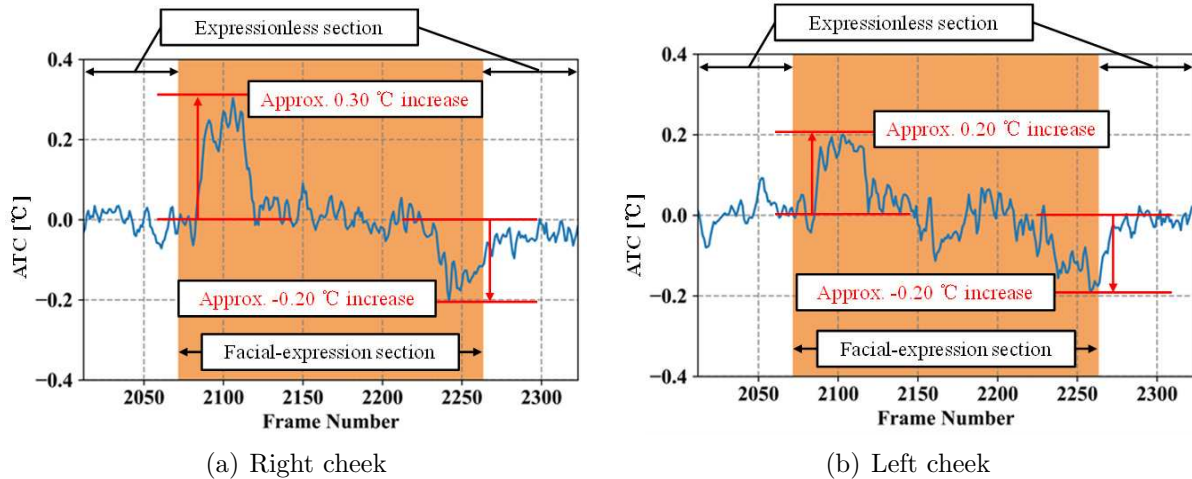 Expressionless section
0.4
0.2
0.0
−0.2
−0.4
ATC [℃]
Approx. 0.30 ℃ increase
Approx. -0.20 ℃ increase
Facial-expression section
2050 2100 2150 2200 2250 2300
Frame Number
(a) Right cheek
Expressionless section
0.4
0.2
0.0
−0.2
−0.4
ATC [℃]
Approx. 0.20 ℃ increase
Approx. -0.20 ℃ increase
Facial-expression section
2050 2100 2150 2200 2250 2300
Frame Number
(b) Left cheek